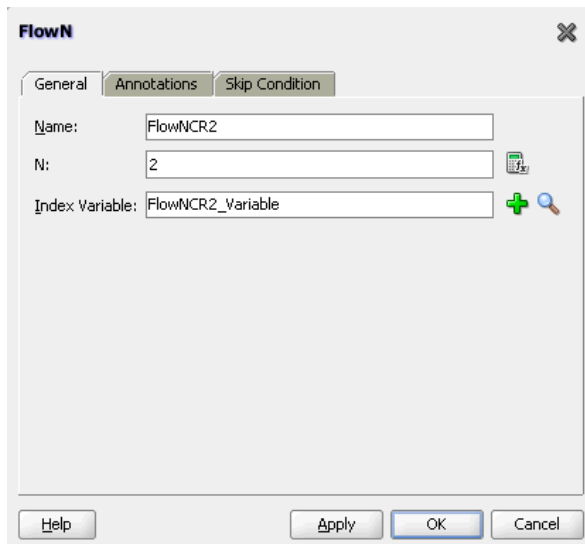 FlowN
General Annotations Skip Condition
Name: FlowNCR2
N: 2
Index Variable: FlowNCR2_Variable
Help Apply OK Cancel